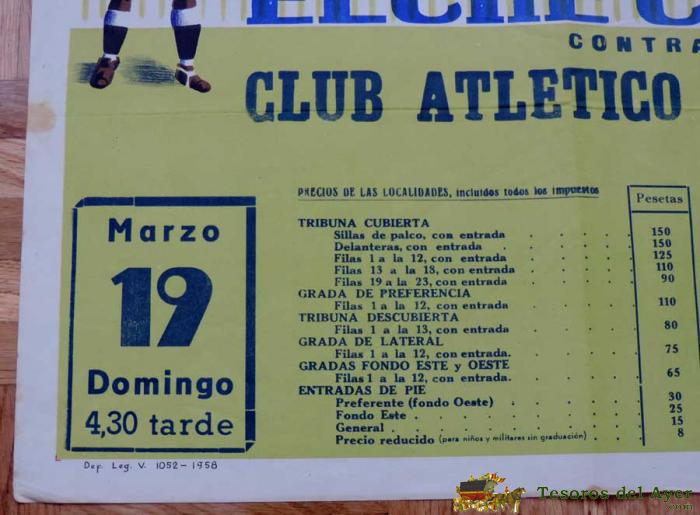 ELCHE C
CONTRA
CLUB ATLETICO
Marzo
19
Domingo
4,30 tarde
PRECIOS DE LAS LOCALIDADES, incluidos todos los impuestos
Pesetas
TRIBUNA CUBIERTA
Sillas de palco, con entrada . . . . 150
Delanteras, con entrada . . . . . 150
Filas 1 a la 12, con entrada . . . . 125
Filas 13 a la 18, con entrada . . . . 110
Filas 19 a la 23, con entrada . . . . 90
GRADA DE PREFERENCIA
Filas 1 a la 12, con entrada . . . . 110
TRIBUNA DESCUBIERTA
Filas 1 a la 13, con entrada . . . . 80
GRADA DE LATERAL
Filas 1 a la 12, con entrada. . . . . 75
GRADAS FONDO ESTE y OESTE
Filas 1 a la 12, con entrada. . . . . 65
ENTRADAS DE PIE
Preferente (fondo Oeste) . . . . . 30
Fondo Este . . . . . . . . 25
General . . . . . . . . . 15
Precio reducido (para niños y militares sin graduación) . . . 8
Dep. Leg. V. 1052 - 1958
Tesoros del Ayer
.com